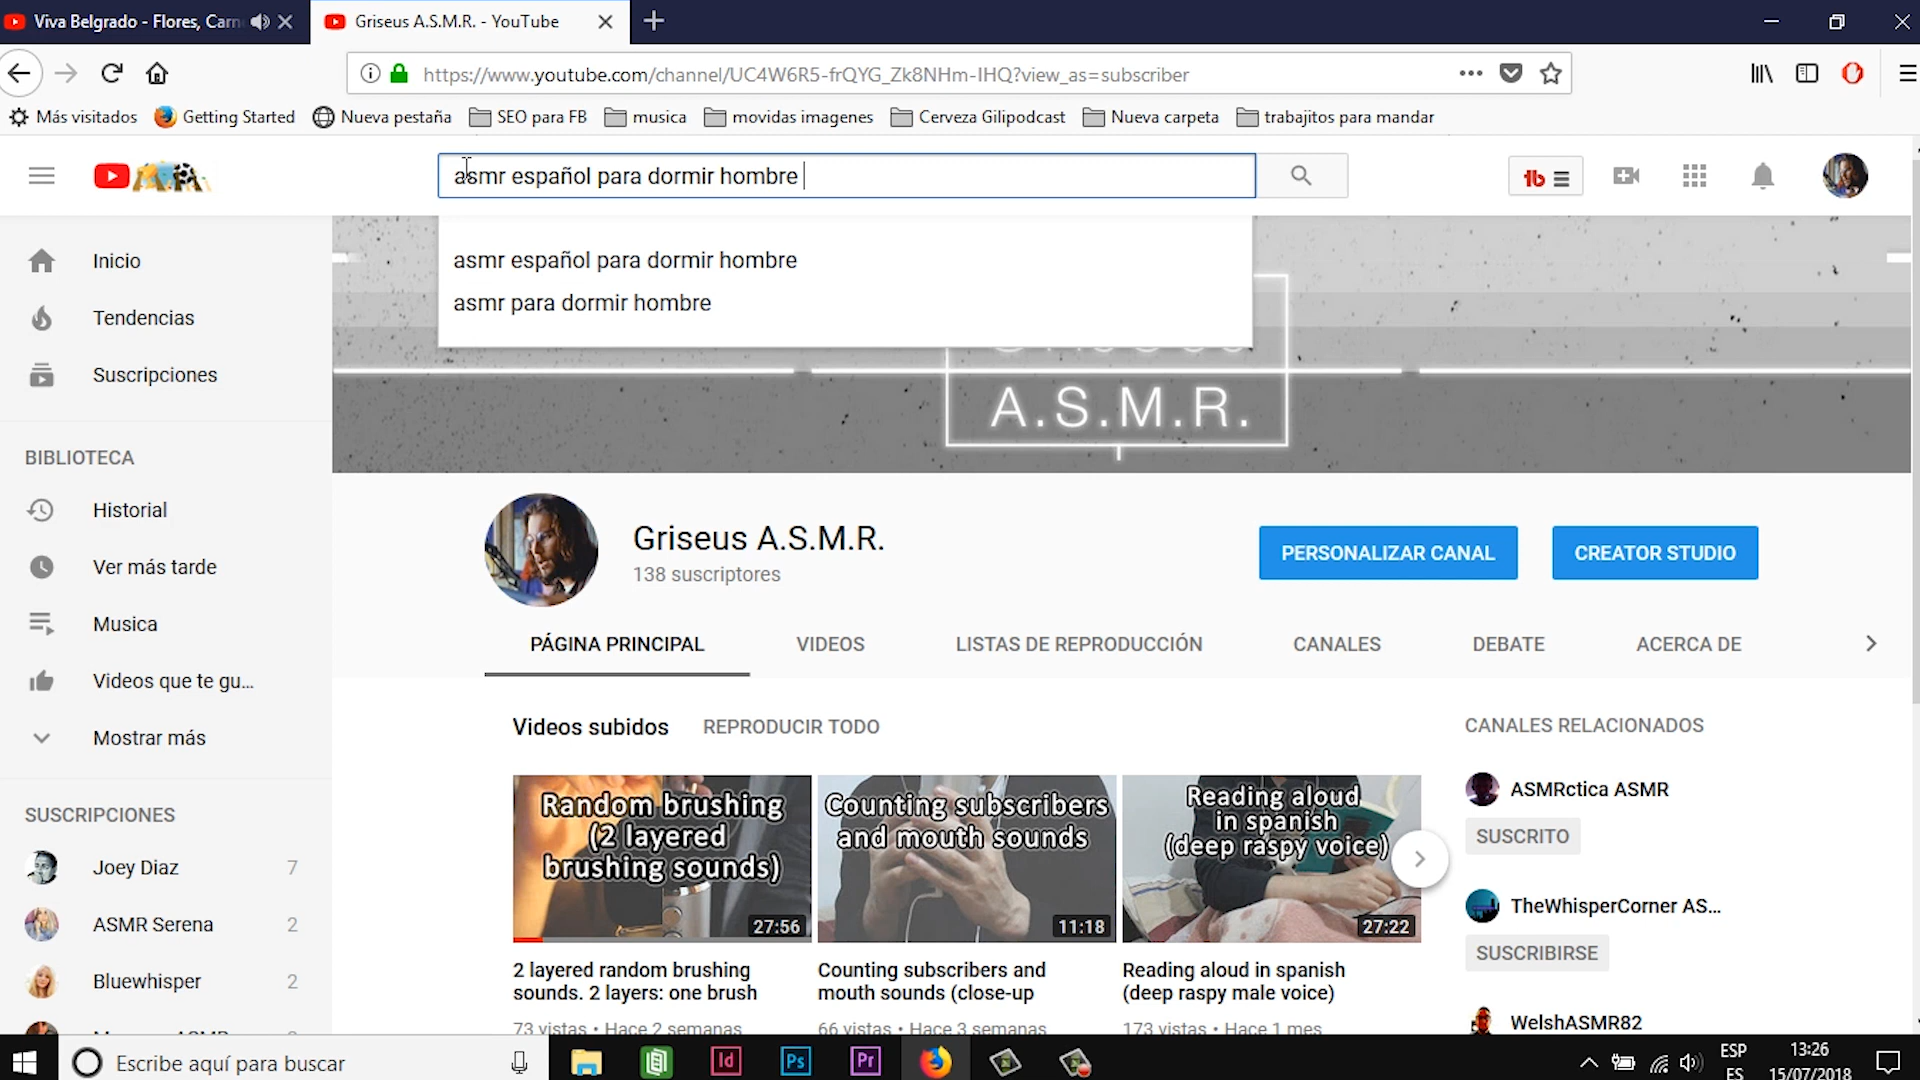 Viva Belgrado - Flores, Carn
Griseus A.S.M.R. - YouTube
https://www.youtube.com/channel/UC4W6R5-frQYG_Zk8NHm-IHQ?view_as=subscriber
Más visitados
Getting Started
Nueva pestaña
SEO para FB
musica
movidas imagenes
Cerveza Gilipodcast
Nueva carpeta
trabajitos para mandar
asmr español para dormir hombre
asmr español para dormir hombre
asmr para dormir hombre
Inicio
Tendencias
Suscripciones
BIBLIOTECA
Historial
Ver más tarde
Musica
Videos que te gu...
Mostrar más
SUSCRIPCIONES
Joey Diaz 7
ASMR Serena 2
Bluewhisper 2
A.S.M.R.
Griseus A.S.M.R.
138 suscriptores
PERSONALIZAR CANAL
CREATOR STUDIO
PÁGINA PRINCIPAL
VIDEOS
LISTAS DE REPRODUCCIÓN
CANALES
DEBATE
ACERCA DE
Videos subidos
REPRODUCIR TODO
Random brushing
(2 layered
brushing sounds)
27:56
2 layered random brushing
sounds. 2 layers: one brush
73 vistas • Hace 2 semanas
Counting subscribers
and mouth sounds
11:18
Counting subscribers and
mouth sounds (close-up
66 vistas • Hace 3 semanas
Reading aloud
in spanish
(deep raspy voice)
27:22
Reading aloud in spanish
(deep raspy male voice)
173 vistas • Hace 1 mes
CANALES RELACIONADOS
ASMRctica ASMR
SUSCRITO
TheWhisperCorner AS...
SUSCRIBIRSE
WelshASMR82
Escribe aquí para buscar
Id
Ps
Pr
ESP
ES
13:26
15/07/2018